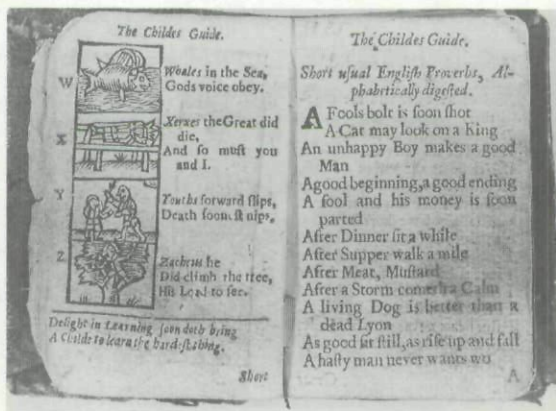 The Childes Guide.
W
Whales in the Sea,
Gods voice obey.
X
Xerxes the Great did
die,
And so must you
and I.
Y
Youths forward slips,
Death soonest nips.
Z
Zacheus he
Did climb the tree,
His Lord to see.
Delight in Learning soon doth bring
A Childe to learn the hardest thing.
Short
The Childes Guide.
Short usual English Proverbs, Al-
phabetically digested.
A Fools bolt is soon shot
A Cat may look on a King
An unhappy Boy makes a good
Man
A good beginning, a good ending
A fool and his money is soon
parted
After Dinner sit a while
After Supper walk a mile
After Meat, Mustard
After a Storm cometh a Calm
A living Dog is better than a
dead Lyon
As good sit still, as rise up and fall
A hasty man never wants wo
A